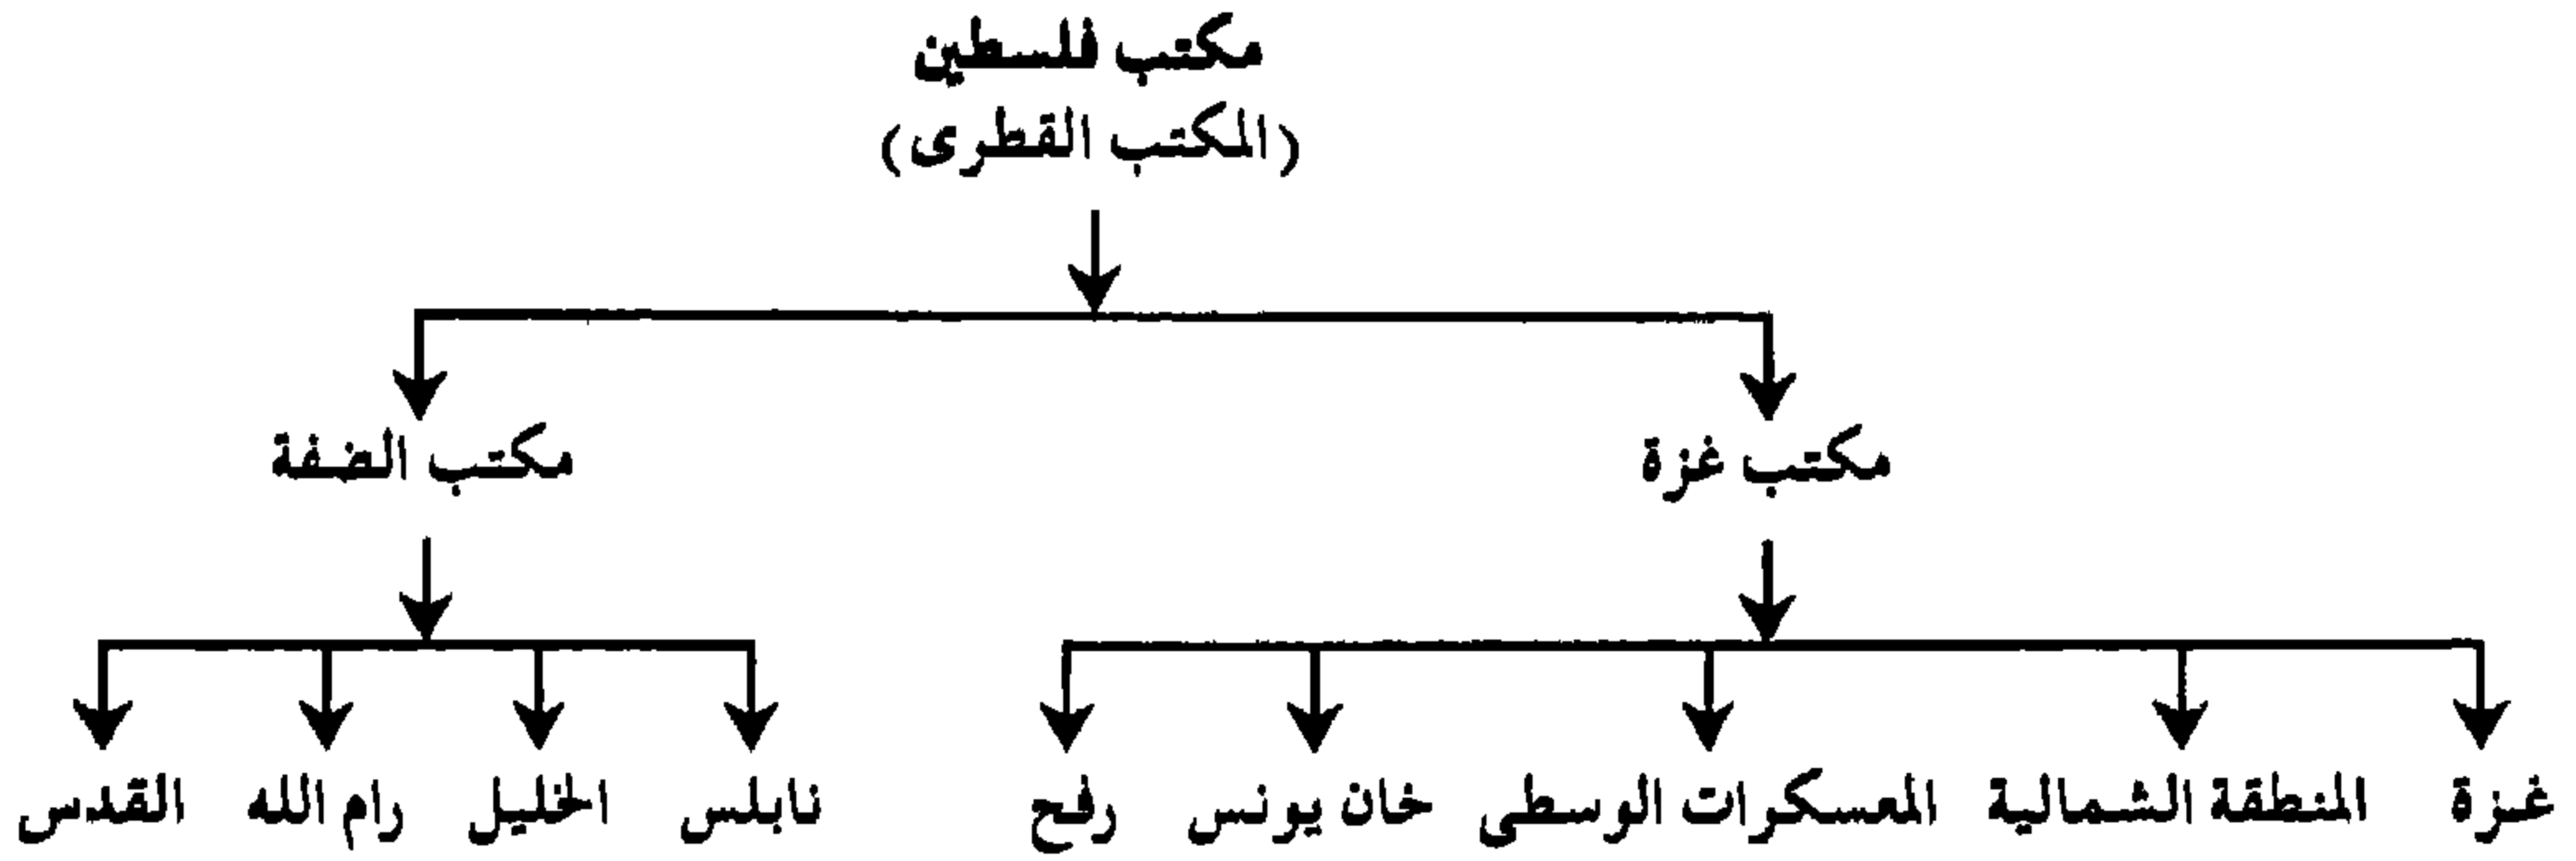 مكتب فلسطين
(المكتب القطرى)
مكتب غزة
مكتب الضفة
غزة
المنطقة الشمالية
المعسكرات الوسطى
خان يونس
رفح
نابلس
الخليل
رام الله
القدس